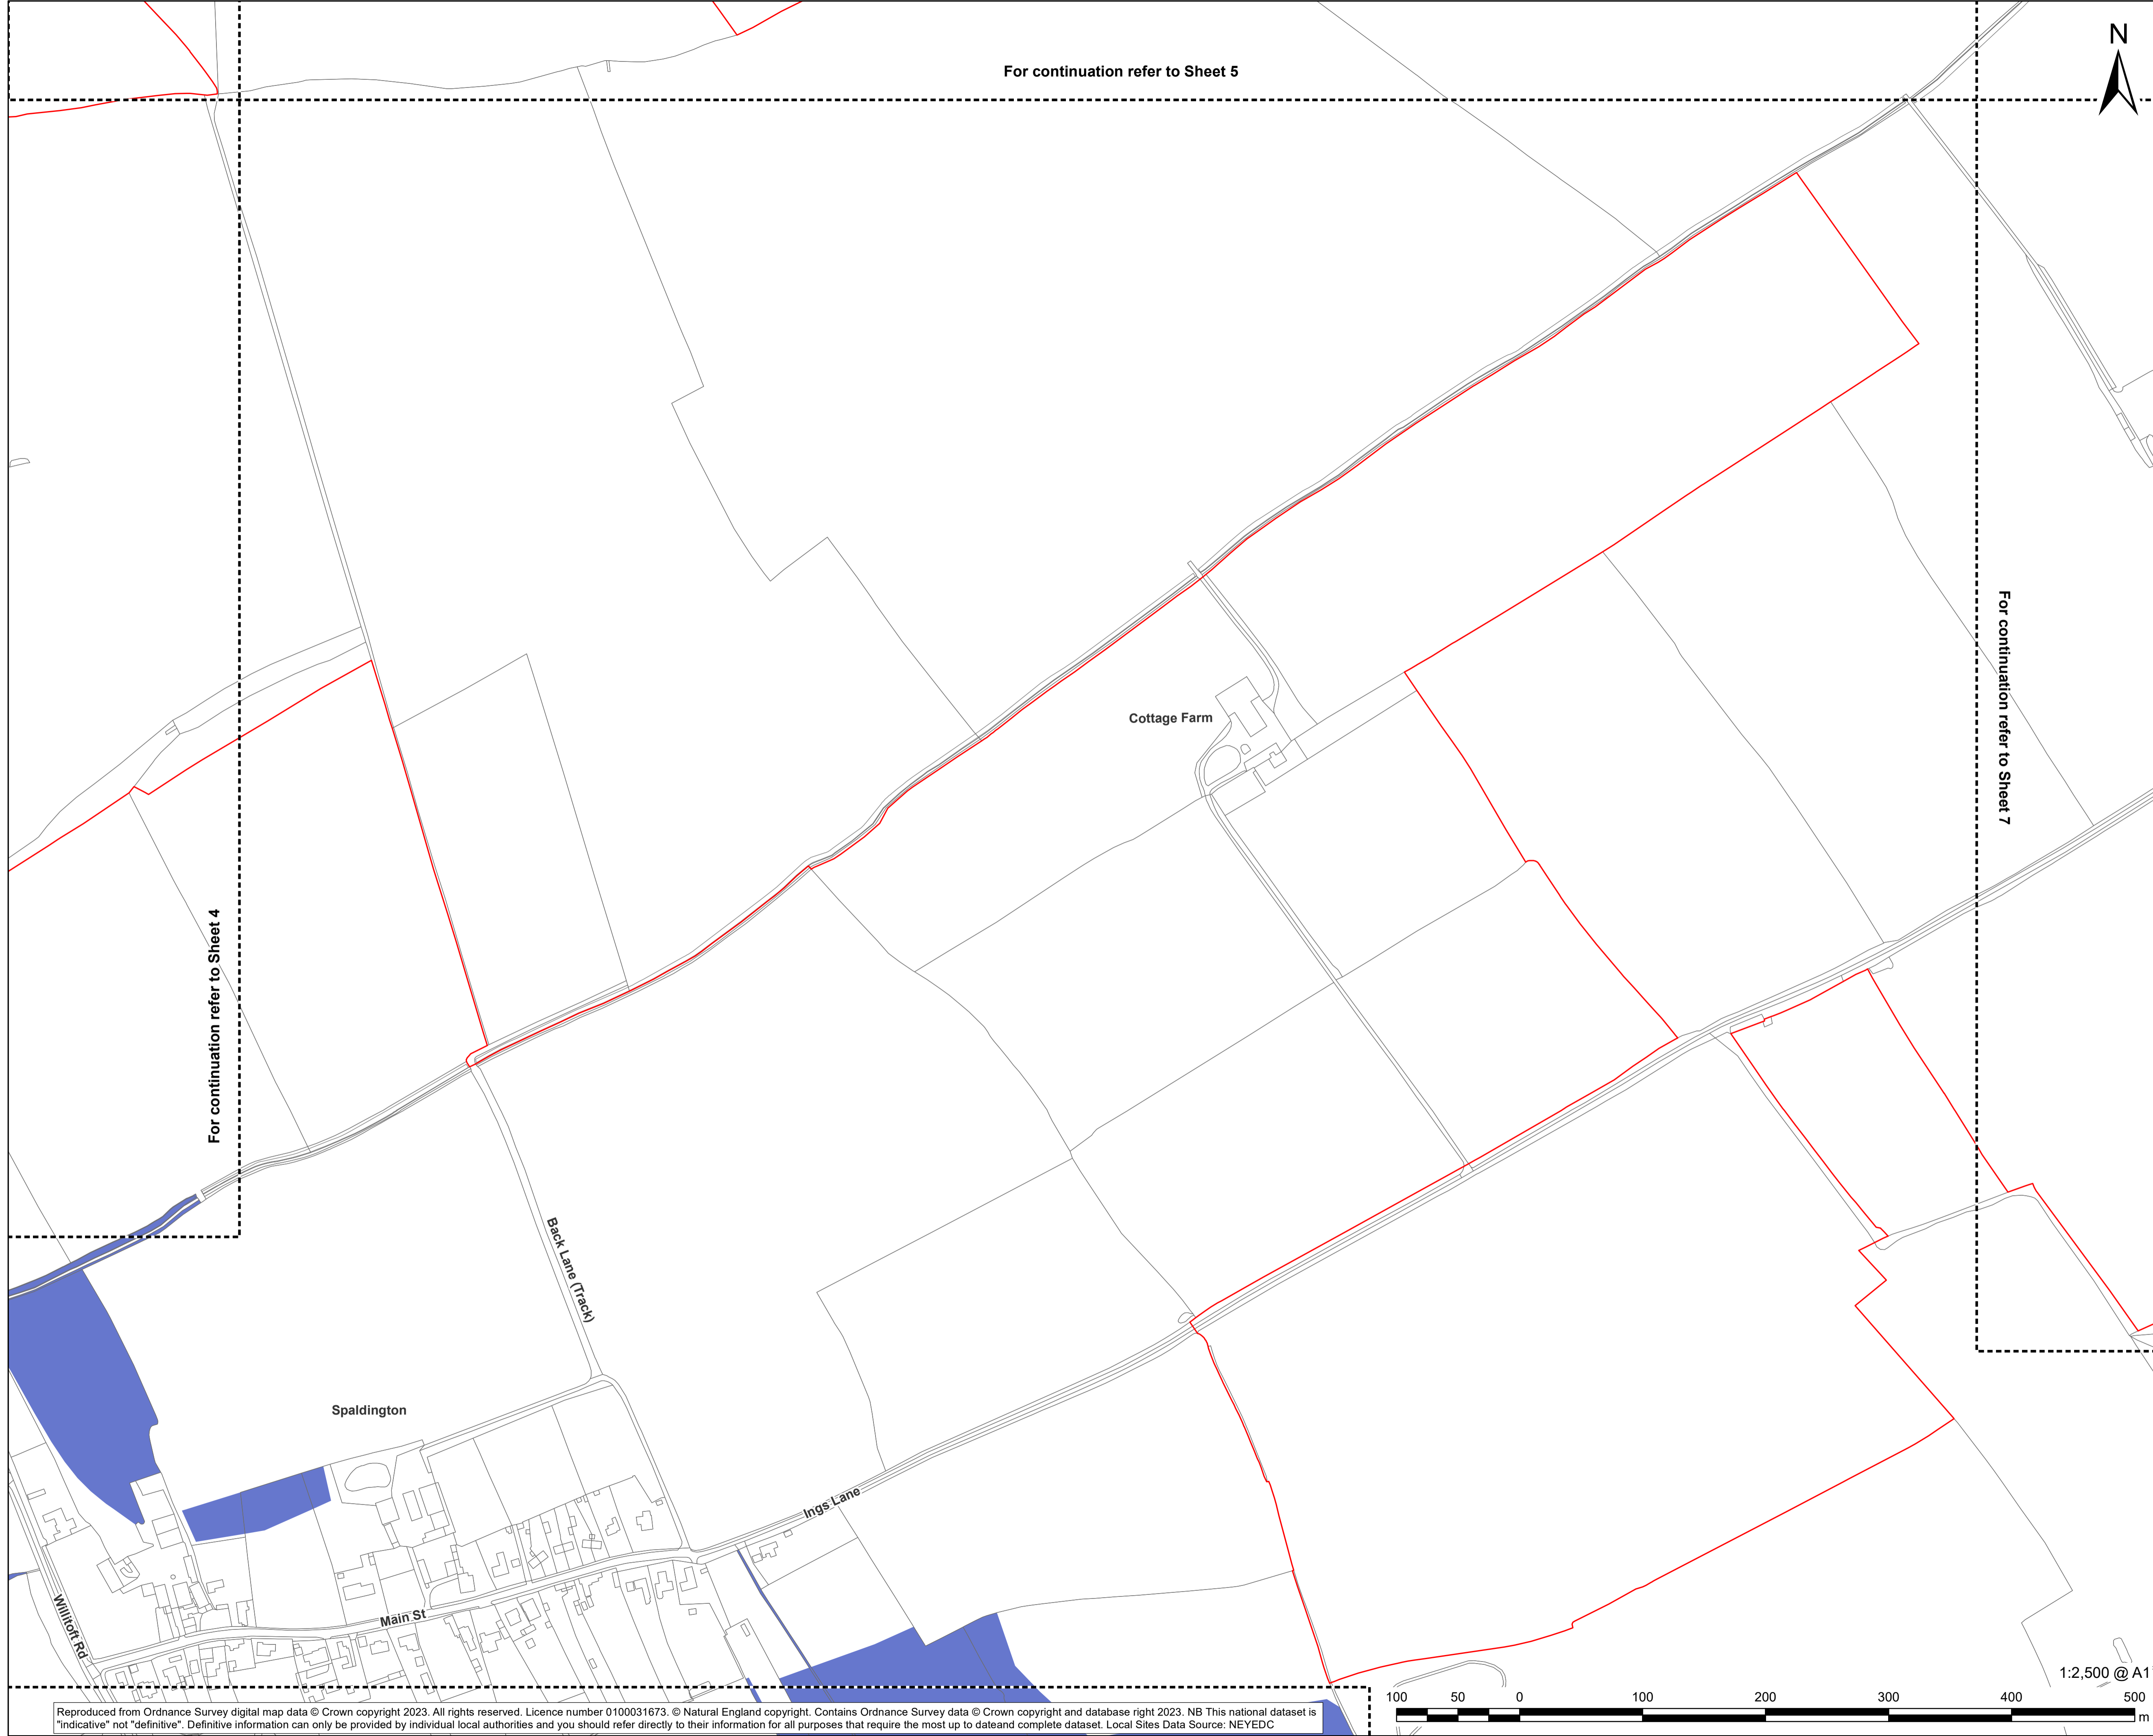 N
For continuation refer to Sheet 5
For continuation refer to Sheet 7
Cottage Farm
For continuation refer to Sheet 4
Back Lane (Track)
Spaldington
Ings Lane
Main St
Willitoft Rd
1:2,500 @ A1
100 50 0 100 200 300 400 500
m
Reproduced from Ordnance Survey digital map data © Crown copyright 2023. All rights reserved. Licence number 0100031673. © Natural England copyright. Contains Ordnance Survey data © Crown copyright and database right 2023. NB This national dataset is
"indicative" not "definitive". Definitive information can only be provided by individual local authorities and you should refer directly to their information for all purposes that require the most up to dateand complete dataset. Local Sites Data Source: NEYEDC